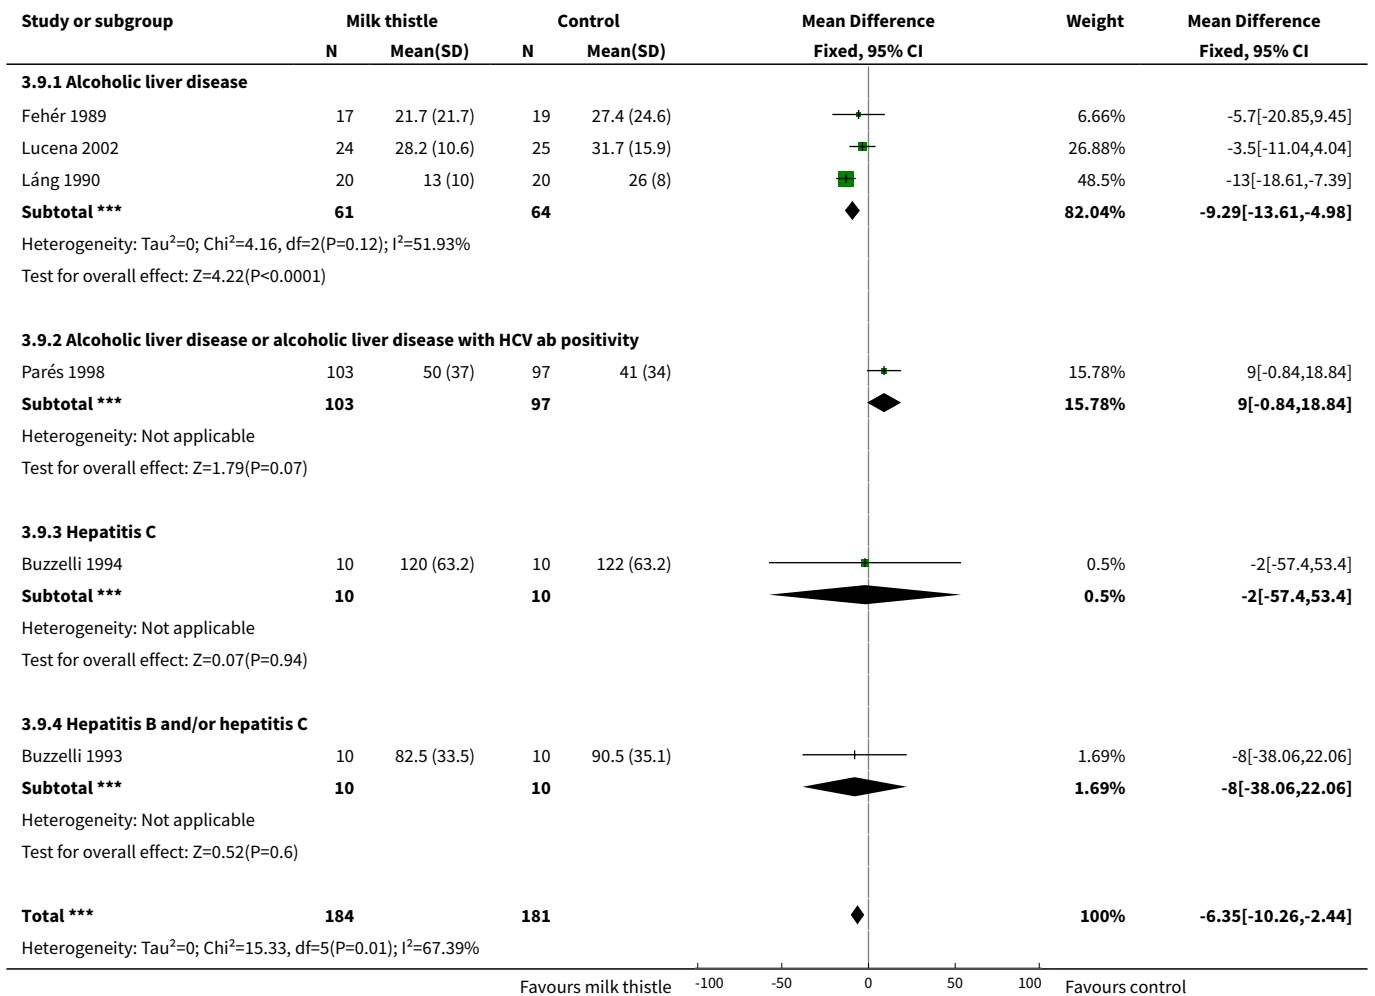 Study or subgroup Milk thistle Control Mean Difference Weight Mean Difference
N Mean(SD) N Mean(SD) Fixed, 95% CI Fixed, 95% CI
3.9.1 Alcoholic liver disease
Fehér 1989 17 21.7 (21.7) 19 27.4 (24.6) 6.66% -5.7[-20.85,9.45]
Lucena 2002 24 28.2 (10.6) 25 31.7 (15.9) 26.88% -3.5[-11.04,4.04]
Láng 1990 20 13 (10) 20 26 (8) 48.5% -13[-18.61,-7.39]
Subtotal *** 61 64 82.04% -9.29[-13.61,-4.98]
Heterogeneity: Tau²=0; Chi²=4.16, df=2(P=0.12); I²=51.93%
Test for overall effect: Z=4.22(P<0.0001)
3.9.2 Alcoholic liver disease or alcoholic liver disease with HCV ab positivity
Parés 1998 103 50 (37) 97 41 (34) 15.78% 9[-0.84,18.84]
Subtotal *** 103 97 15.78% 9[-0.84,18.84]
Heterogeneity: Not applicable
Test for overall effect: Z=1.79(P=0.07)
3.9.3 Hepatitis C
Buzzelli 1994 10 120 (63.2) 10 122 (63.2) 0.5% -2[-57.4,53.4]
Subtotal *** 10 10 0.5% -2[-57.4,53.4]
Heterogeneity: Not applicable
Test for overall effect: Z=0.07(P=0.94)
3.9.4 Hepatitis B and/or hepatitis C
Buzzelli 1993 10 82.5 (33.5) 10 90.5 (35.1) 1.69% -8[-38.06,22.06]
Subtotal *** 10 10 1.69% -8[-38.06,22.06]
Heterogeneity: Not applicable
Test for overall effect: Z=0.52(P=0.6)
Total *** 184 181 100% -6.35[-10.26,-2.44]
Heterogeneity: Tau²=0; Chi²=15.33, df=5(P=0.01); I²=67.39%
Favours milk thistle -100 -50 0 50 100 Favours control